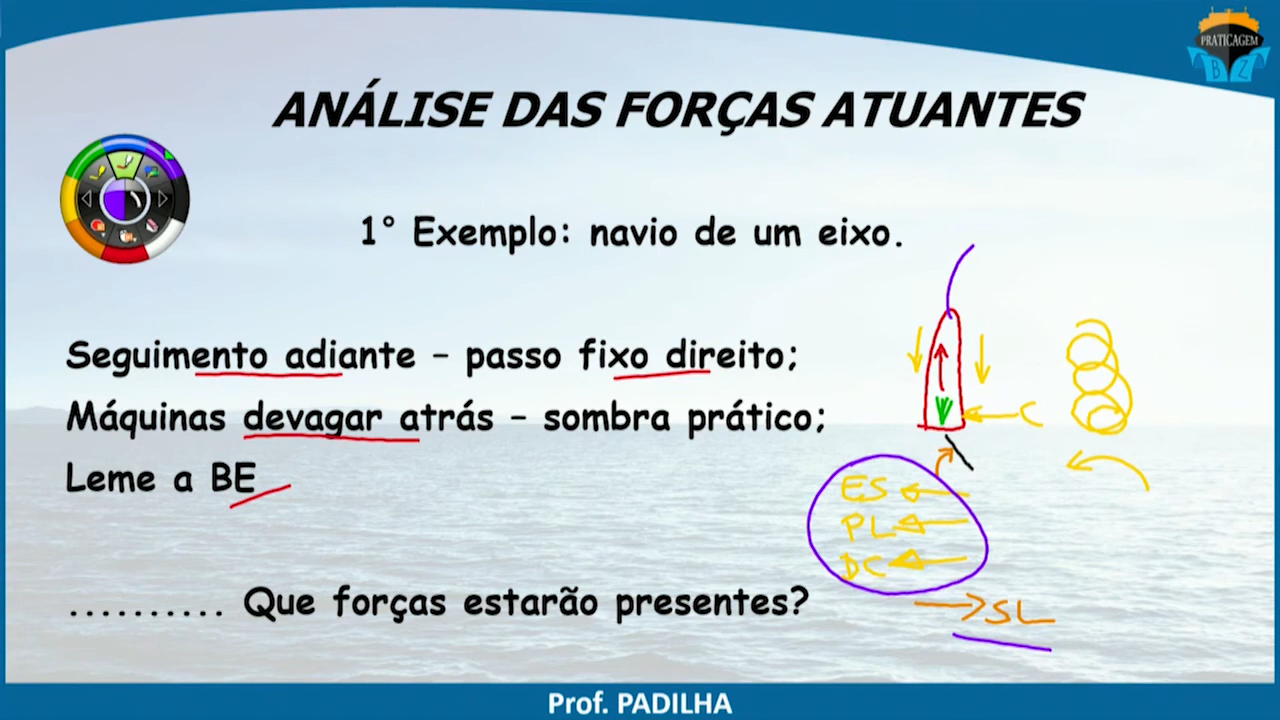 PRATICAGEM
B Z
ANÁLISE DAS FORÇAS ATUANTES
1° Exemplo: navio de um eixo.
Seguimento adiante - passo fixo direito;
Máquinas devagar atrás - sombra prático;
Leme a BE
C
ES
PL
DC
SL
.......... Que forças estarão presentes?
Prof. PADILHA